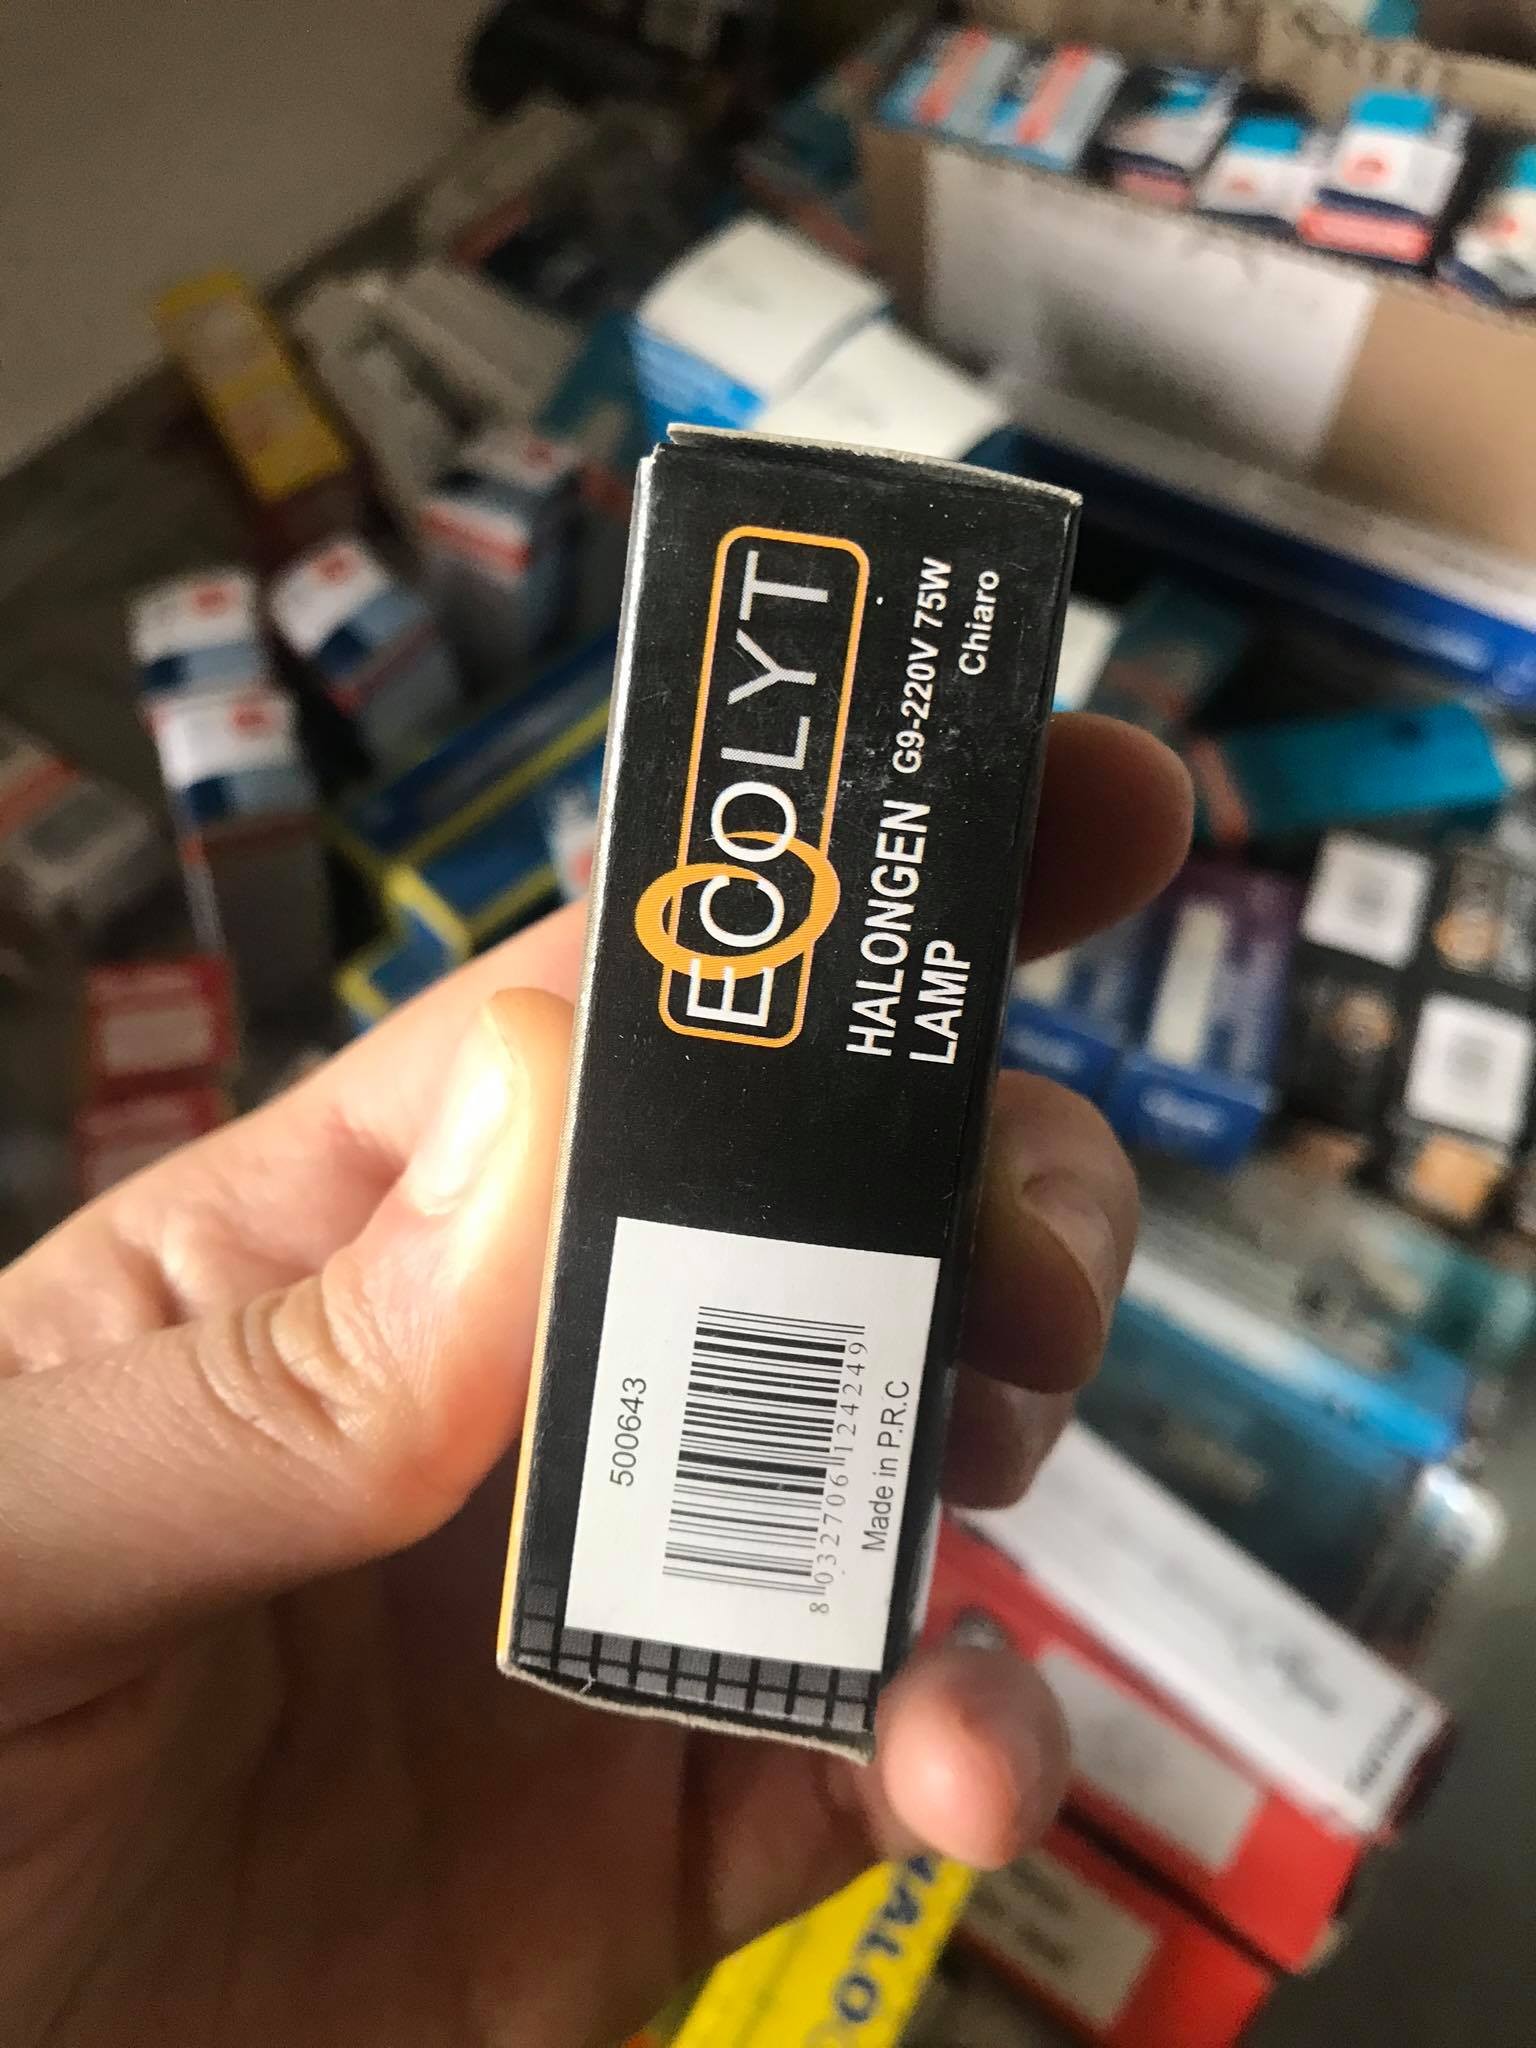 ECOLYT
HALONGEN G9-220V 75W
LAMP Chiaro
500643
8 032706 124249
Made in P.R.C